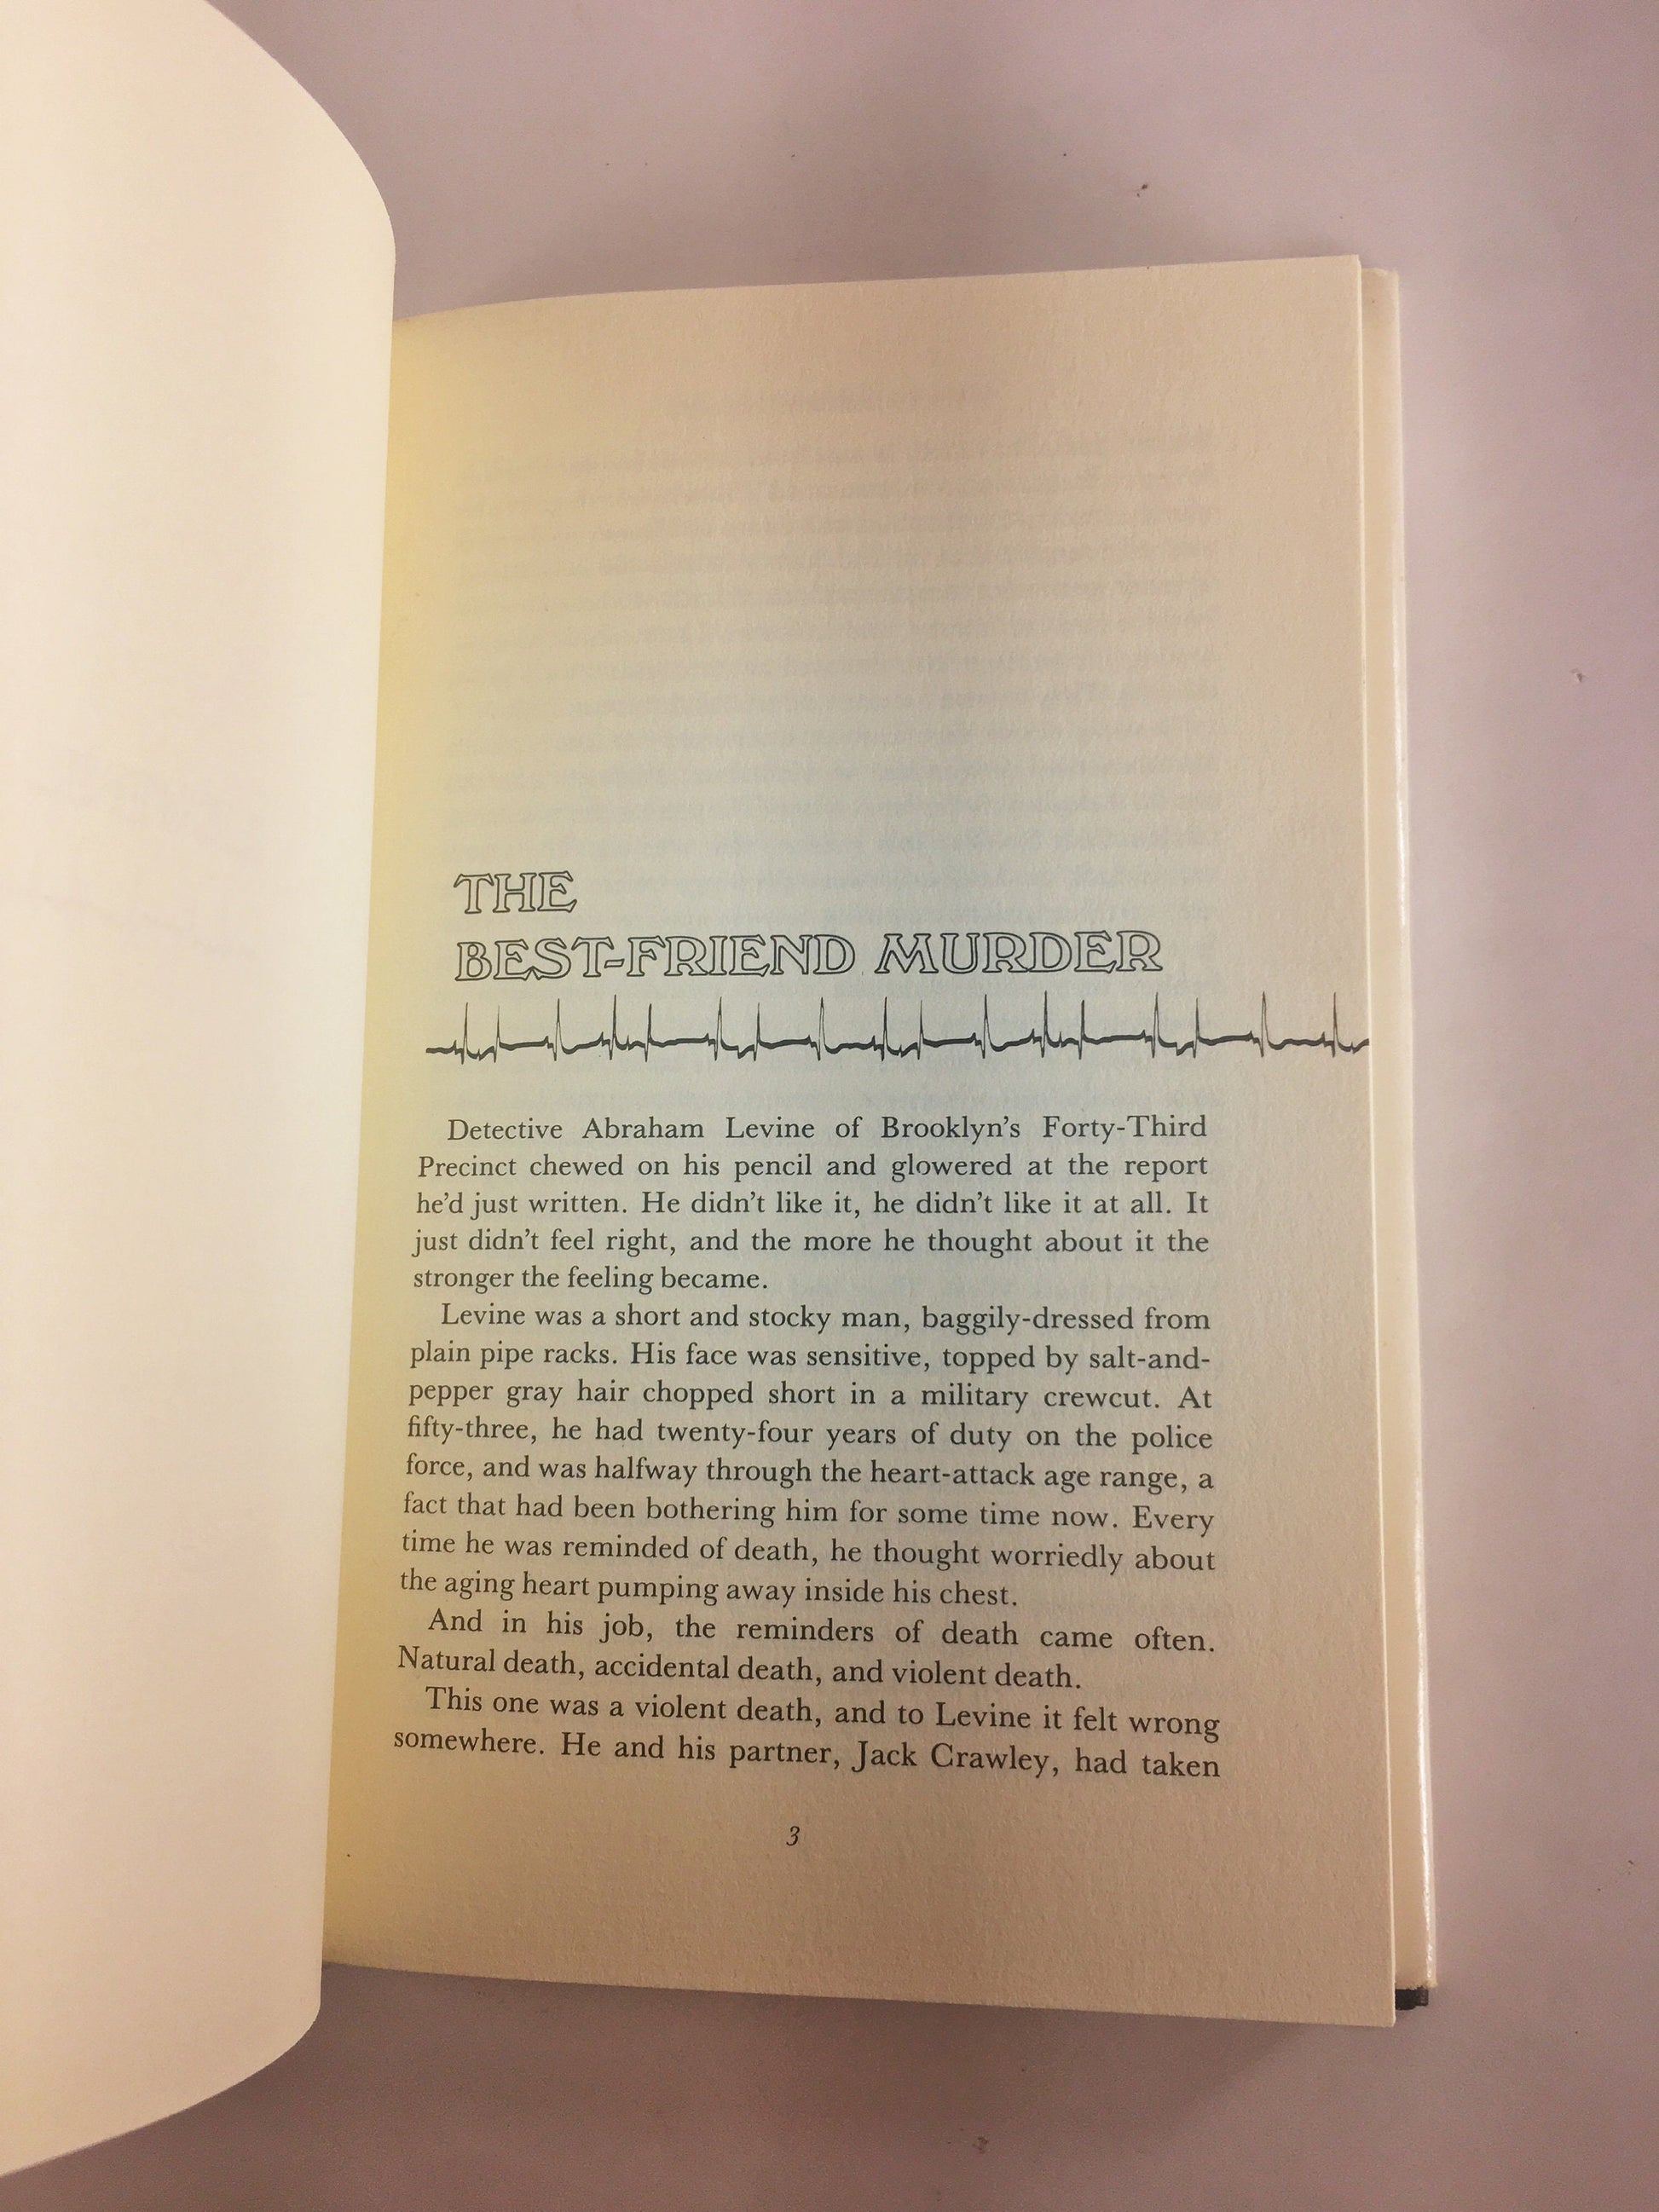 THE
BEST-FRIEND MURDER
Detective Abraham Levine of Brooklyn's Forty-Third
Precinct chewed on his pencil and glowered at the report
he'd just written. He didn't like it, he didn't like it at all. It
just didn't feel right, and the more he thought about it the
stronger the feeling became.
Levine was a short and stocky man, baggily-dressed from
plain pipe racks. His face was sensitive, topped by salt-and-
pepper gray hair chopped short in a military crewcut. At
fifty-three, he had twenty-four years of duty on the police
force, and was halfway through the heart-attack age range, a
fact that had been bothering him for some time now. Every
time he was reminded of death, he thought worriedly about
the aging heart pumping away inside his chest.
And in his job, the reminders of death came often.
Natural death, accidental death, and violent death.
This one was a violent death, and to Levine it felt wrong
somewhere. He and his partner, Jack Crawley, had taken
3